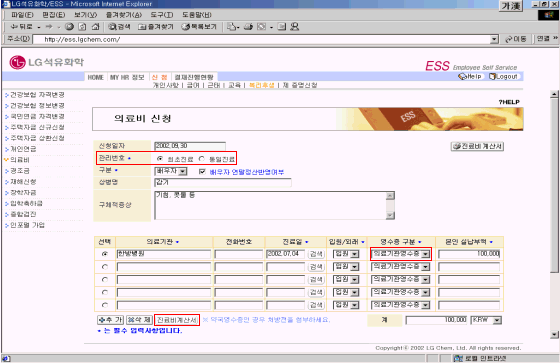 LG석유화학/ESS - Microsoft Internet Explorer
가漢
파일(F) 편집(E) 보기(V) 즐겨찾기(A) 도구(T) 도움말(H)
뒤로 검색 즐겨찾기 목록보기
주소(D) http://ess.lgchem.com/ 이동 연결
LG석유화학
ESS Employee Self Service
Help Logout
HOME MY HR 정보 신 청 결재진행현황
개인사항 | 급여 | 근태 | 교육 | 복리후생 | 제 증명신청
?HELP
건강보험 자격변경
건강보험 정보변경
국민연금 자격변경
주택자금 신규신청
주택자금 상환신청
개인연금
의료비
경조금
재해신청
장학자금
입학축하금
종합검진
인포멜 가입
의료비 신청
ESS
신청일자 2002.09.30 진료비계산서
관리번호 최초진료 동일진료
구분 배우자 배우자 연말정산반영여부
상병명 감기
구체적증상 기침, 콧물 등
선택 의료기관 전화번호 진료일 입원/외래 영수증 구분 본인 실납부액
한방병원 2002.07.04 검색 입원 의료기관영수증 100,000
검색 입원 의료기관영수증
검색 입원 의료기관영수증
검색 입원 의료기관영수증
검색 입원 의료기관영수증
추 가 삭 제 진료비계산서 약국영수증인 경우 처방전을 첨부하세요. 계 100,000 KRW
는 필수 입력사항입니다.
Copyright© 2002 LG Chem, Ltd. All rights reserved.
로컬 인트라넷